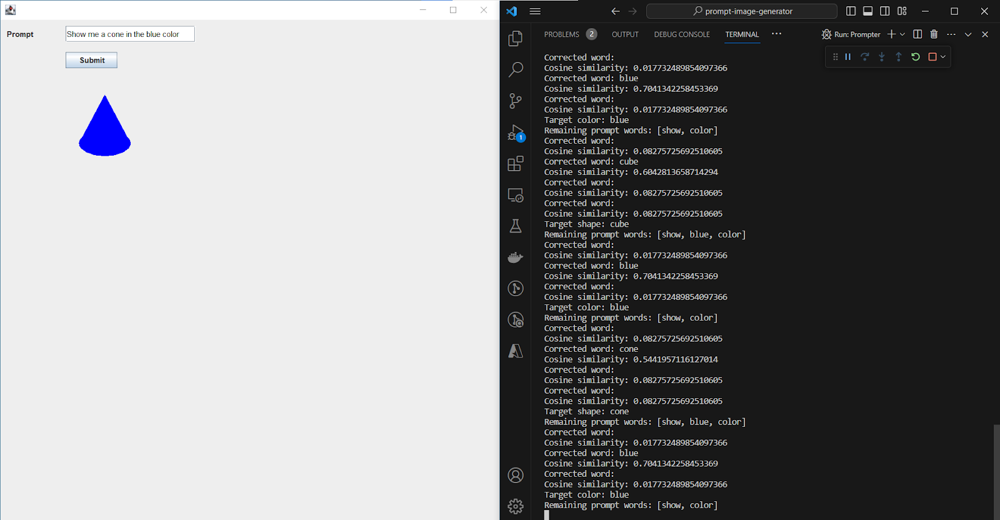 Prompt
Show me a cone in the blue color
Submit
prompt-image-generator
PROBLEMS 2 OUTPUT DEBUG CONSOLE TERMINAL ... Run: Prompter
1
Corrected word:
Cosine similarity: 0.017732489854097366
Corrected word: blue
Cosine similarity: 0.7041342258453369
Corrected word:
Cosine similarity: 0.017732489854097366
Target color: blue
Remaining prompt words: [show, color]
Corrected word:
Cosine similarity: 0.08275725692510605
Corrected word: cube
Cosine similarity: 0.6042813658714294
Corrected word:
Cosine similarity: 0.08275725692510605
Corrected word:
Cosine similarity: 0.08275725692510605
Target shape: cube
Remaining prompt words: [show, blue, color]
Corrected word:
Cosine similarity: 0.017732489854097366
Corrected word: blue
Cosine similarity: 0.7041342258453369
Corrected word:
Cosine similarity: 0.017732489854097366
Target color: blue
Remaining prompt words: [show, color]
Corrected word:
Cosine similarity: 0.08275725692510605
Corrected word: cone
Cosine similarity: 0.5441957116127014
Corrected word:
Cosine similarity: 0.08275725692510605
Corrected word:
Cosine similarity: 0.08275725692510605
Target shape: cone
Remaining prompt words: [show, blue, color]
Corrected word:
Cosine similarity: 0.017732489854097366
Corrected word: blue
Cosine similarity: 0.7041342258453369
Corrected word:
Cosine similarity: 0.017732489854097366
Target color: blue
Remaining prompt words: [show, color]